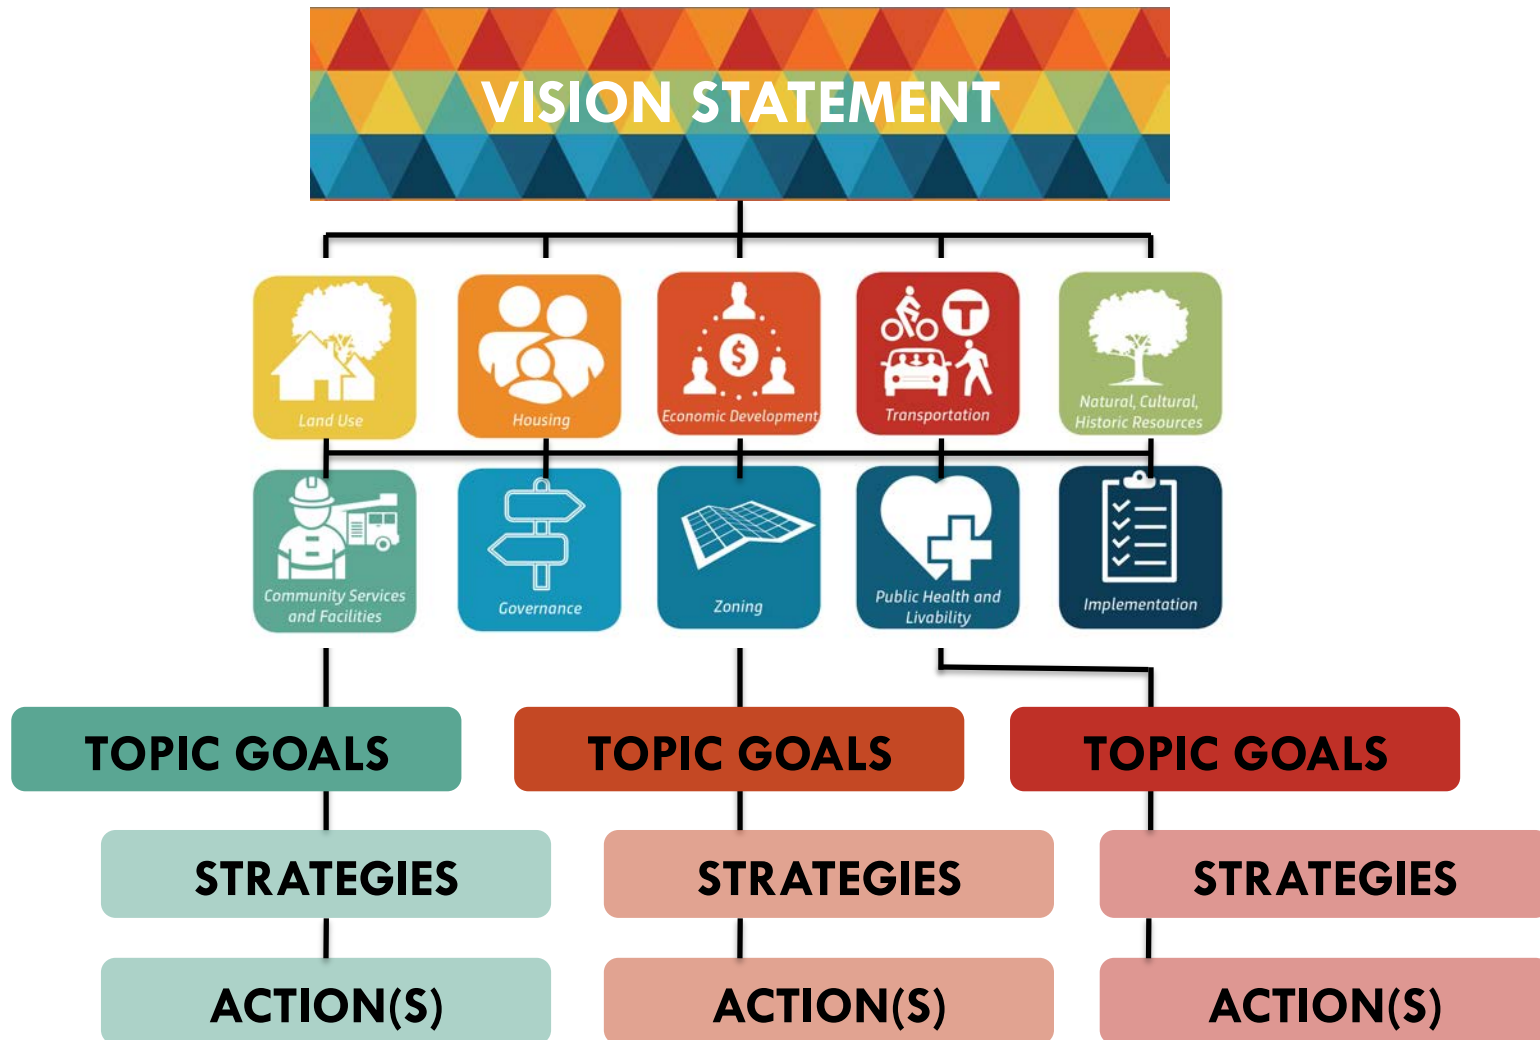 VISION STATEMENT
$
T
Land Use
Housing
Economic Development
Transportation
Natural, Cultural,
Historic Resources
Community Services
and Facilities
Governance
Zoning
Public Health and
Livability
Implementation
TOPIC GOALS
TOPIC GOALS
TOPIC GOALS
STRATEGIES
STRATEGIES
STRATEGIES
ACTION(S)
ACTION(S)
ACTION(S)